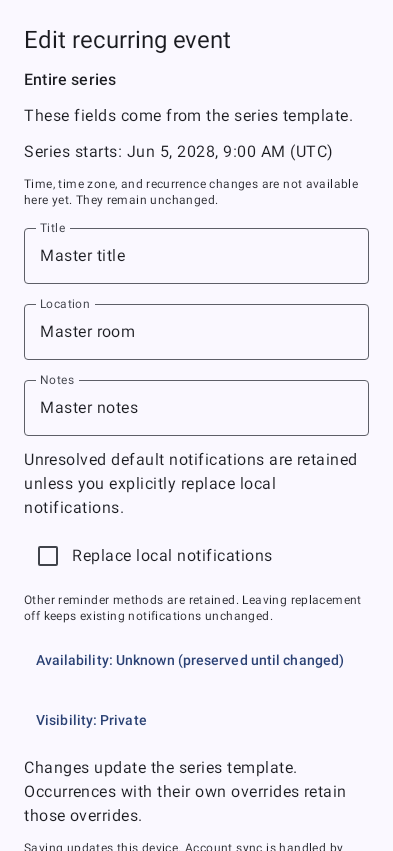 Edit recurring event
Entire series
These fields come from the series template.
Series starts: Jun 5, 2028, 9:00 AM (UTC)
Time, time zone, and recurrence changes are not available
here yet. They remain unchanged.
Title
Master title
Location
Master room
Notes
Master notes
Unresolved default notifications are retained
unless you explicitly replace local
notifications.
Replace local notifications
Other reminder methods are retained. Leaving replacement
off keeps existing notifications unchanged.
Availability: Unknown (preserved until changed)
Visibility: Private
Changes update the series template.
Occurrences with their own overrides retain
those overrides.
Saving updates this device. Account sync is handled by